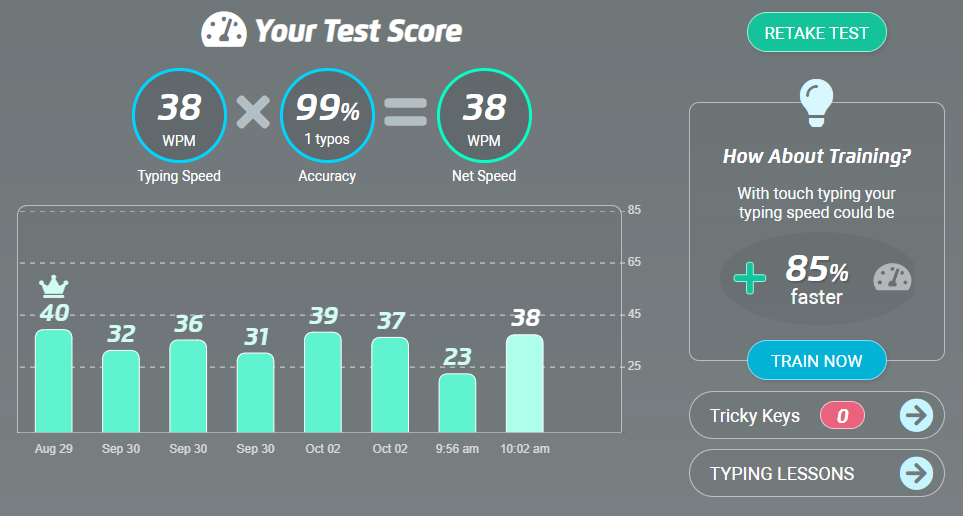 Your Test Score
38
WPM
Typing Speed
99%
1 typos
Accuracy
38
WPM
Net Speed
85
65
45
25
40
32
36
31
39
37
23
38
Aug 29
Sep 30
Sep 30
Sep 30
Oct 02
Oct 02
9:56 am
10:02 am
RETAKE TEST
How About Training?
With touch typing your
typing speed could be
85%
faster
TRAIN NOW
Tricky Keys 0
TYPING LESSONS